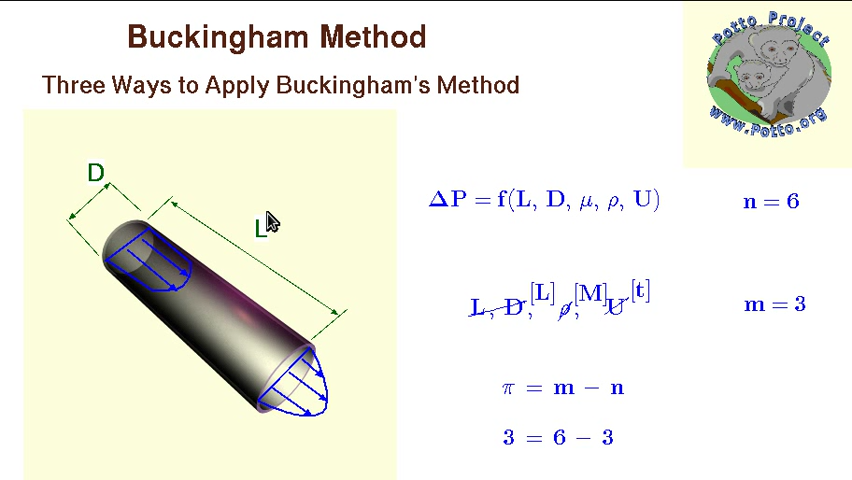 Buckingham Method
Three Ways to Apply Buckingham's Method
Potto Project
www.potto.org
D
L
ΔP = f(L, D, μ, ρ, U)
n = 6
L, D,[L] ρ,[M] U[t]
m = 3
π = m − n
3 = 6 − 3